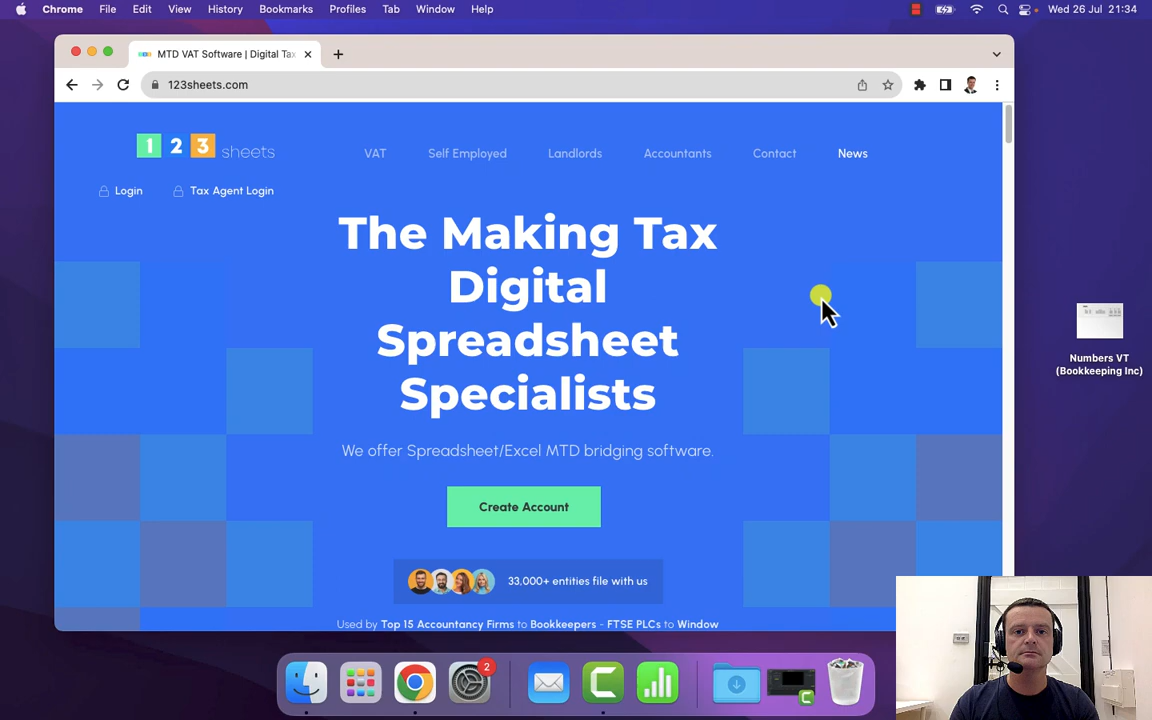 Chrome File Edit View History Bookmarks Profiles Tab Window Help Wed 26 Jul 21:34
MTD VAT Software | Digital Tax
123sheets.com
1 2 3 sheets
VAT Self Employed Landlords Accountants Contact News
Login Tax Agent Login
The Making Tax
Digital
Spreadsheet
Specialists
We offer Spreadsheet/Excel MTD bridging software.
Create Account
33,000+ entities file with us
Used by Top 15 Accountancy Firms to Bookkeepers - FTSE PLCs to Window
Numbers VT
(Bookkeeping Inc)
2
C
C